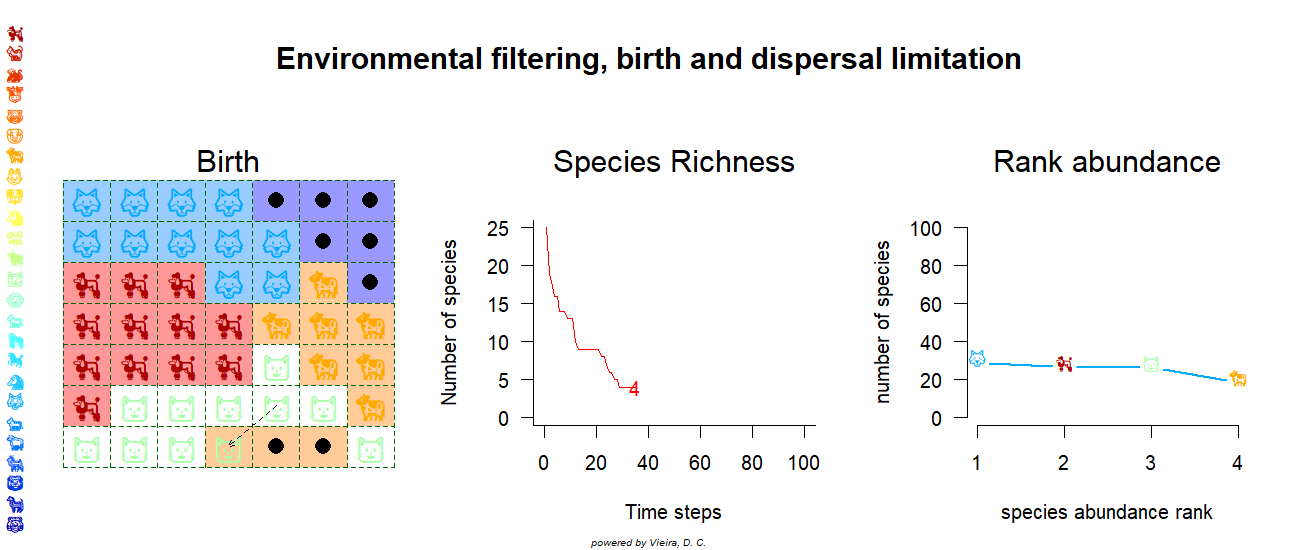 Environmental filtering, birth and dispersal limitation
Birth
Species Richness
Number of species
25
20
15
10
5
0
4
0 20 40 60 80 100
Time steps
Rank abundance
number of species
100
80
60
40
20
0
1 2 3 4
species abundance rank
powered by Vieira, D. C.